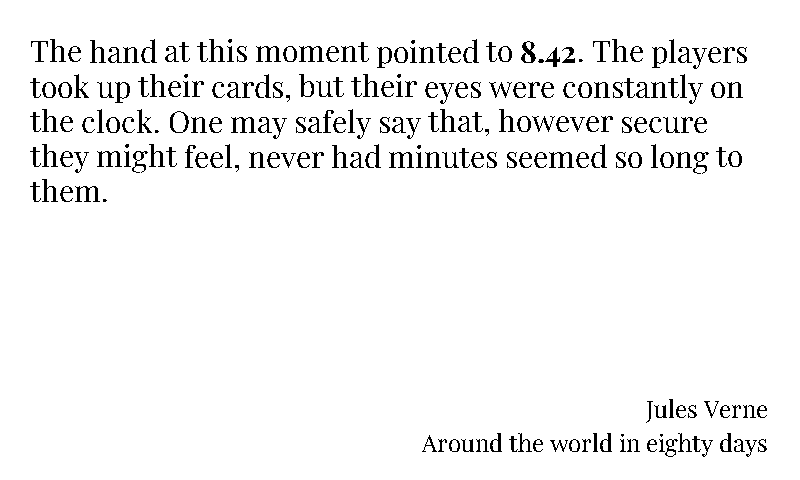 The hand at this moment pointed to 8.42. The players
took up their cards, but their eyes were constantly on
the clock. One may safely say that, however secure
they might feel, never had minutes seemed so long to
them.
Jules Verne
Around the world in eighty days